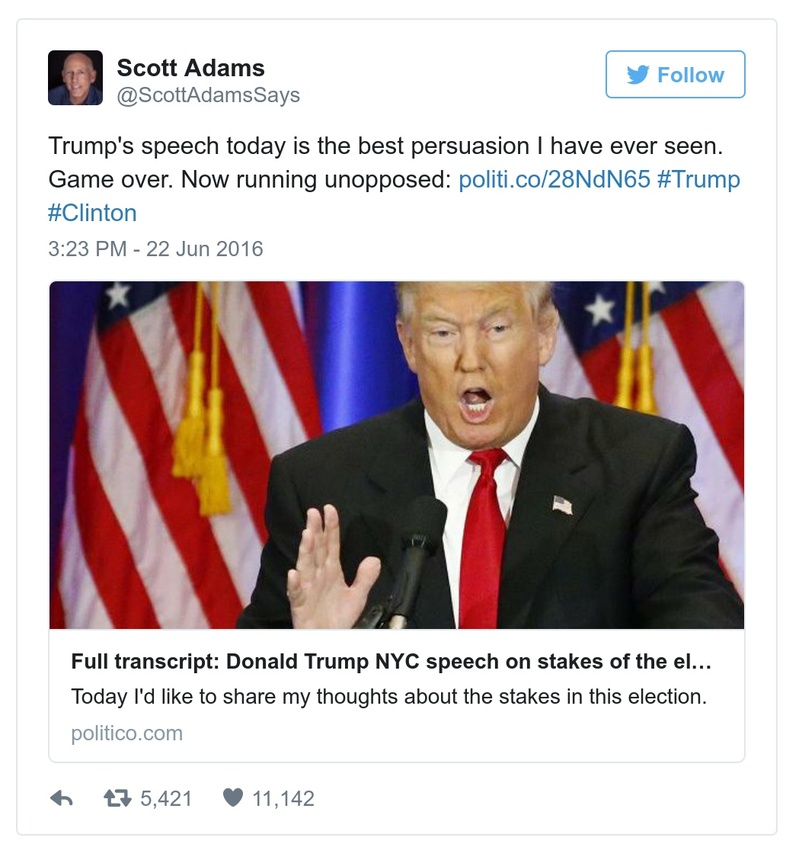 Scott Adams
@ScottAdamsSays
Follow
Trump's speech today is the best persuasion I have ever seen.
Game over. Now running unopposed: politi.co/28NdN65 #Trump
#Clinton
3:23 PM - 22 Jun 2016
Full transcript: Donald Trump NYC speech on stakes of the el...
Today I'd like to share my thoughts about the stakes in this election.
politico.com
5,421 11,142